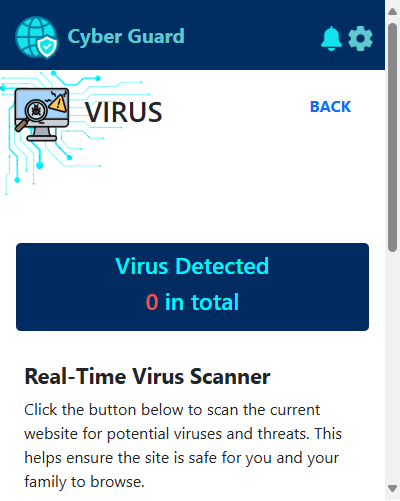 Cyber Guard
VIRUS
BACK
Virus Detected
0 in total
Real-Time Virus Scanner
Click the button below to scan the current
website for potential viruses and threats. This
helps ensure the site is safe for you and your
family to browse.